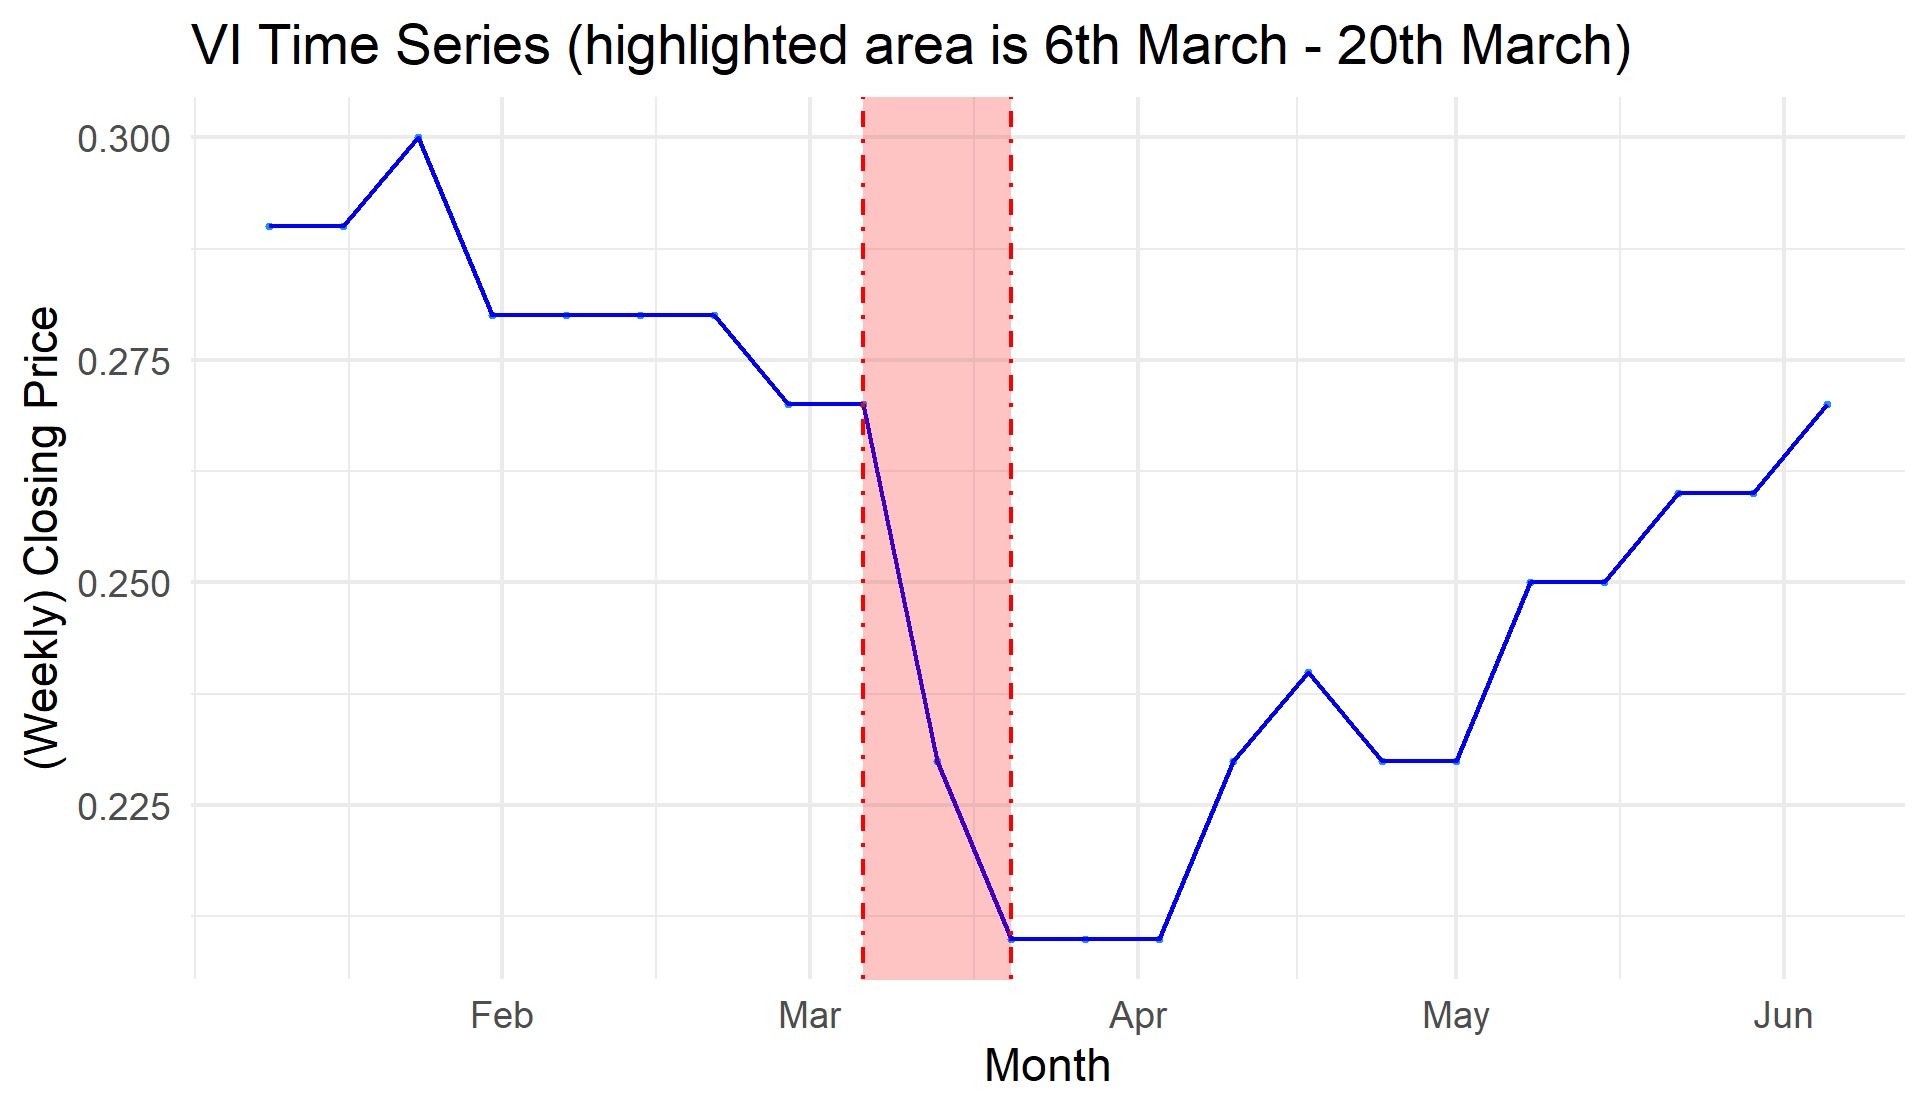 VI Time Series (highlighted area is 6th March - 20th March)
(Weekly) Closing Price
0.300
0.275
0.250
0.225
Feb Mar Apr May Jun
Month